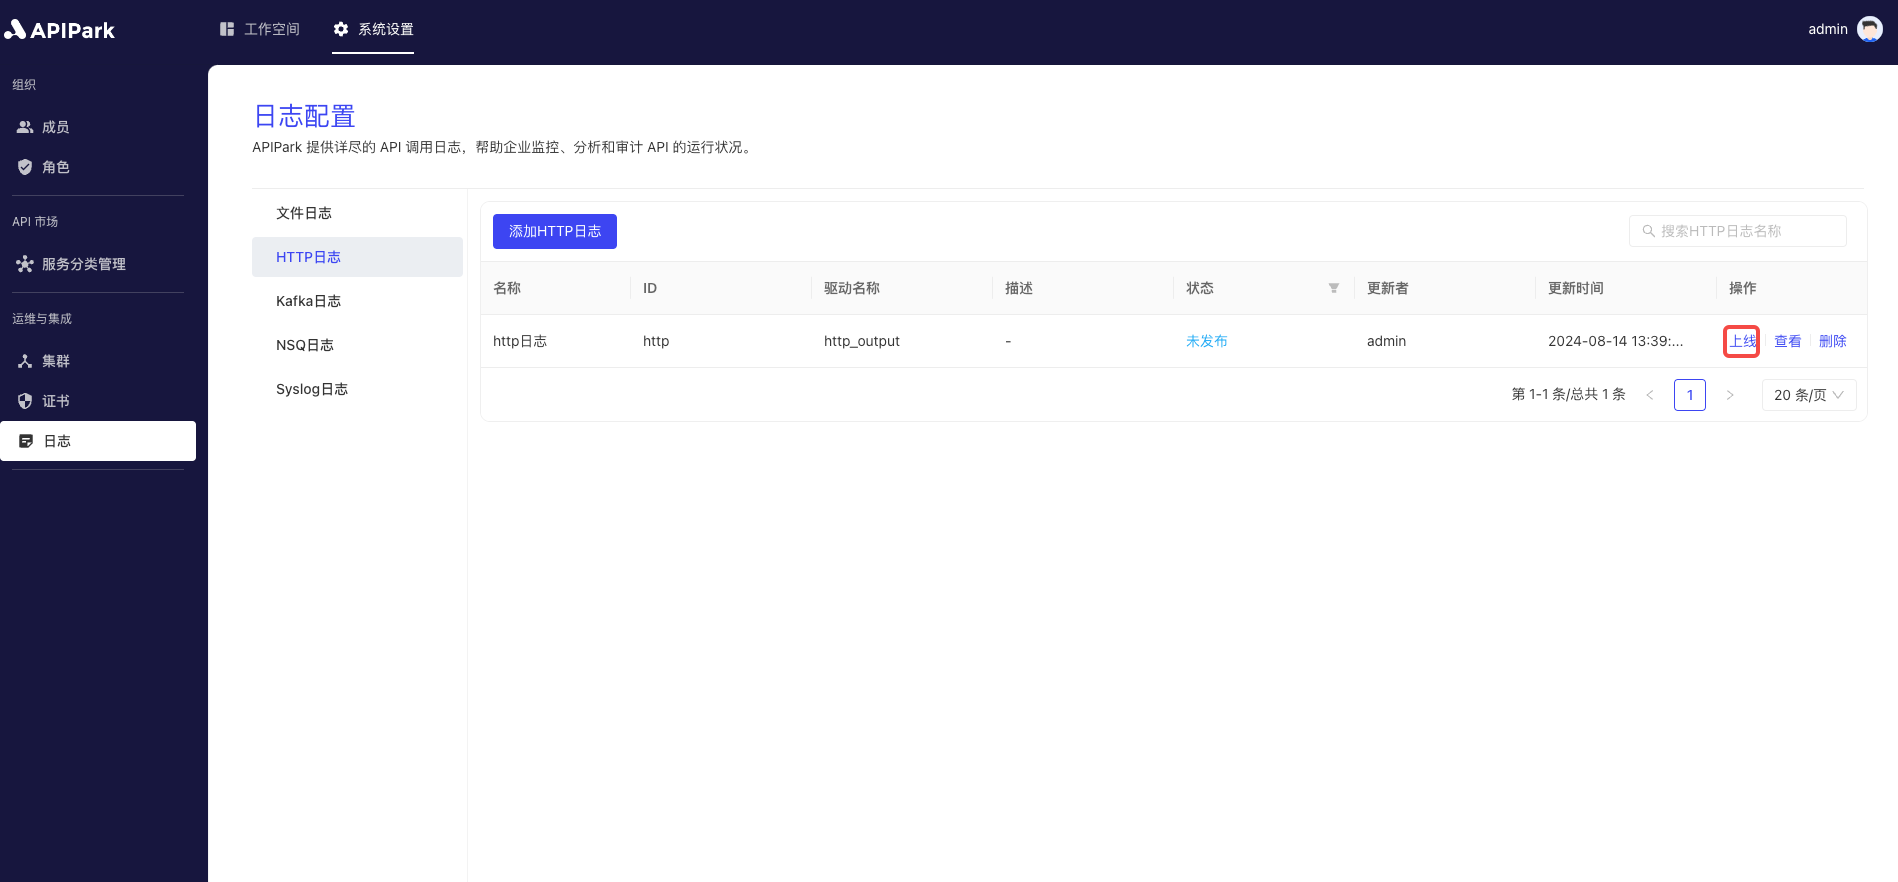 APIPark
工作空间
系统设置
admin
组织
成员
角色
API 市场
服务分类管理
运维与集成
集群
证书
日志
日志配置
APIPark 提供详尽的 API 调用日志，帮助企业监控、分析和审计 API 的运行状况。
文件日志
HTTP日志
Kafka日志
NSQ日志
Syslog日志
添加HTTP日志
搜索HTTP日志名称
名称 ID 驱动名称 描述 状态 更新者 更新时间 操作
http日志 http http_output - 未发布 admin 2024-08-14 13:39:... 上线 查看 删除
第 1-1 条/总共 1 条 1 20 条/页